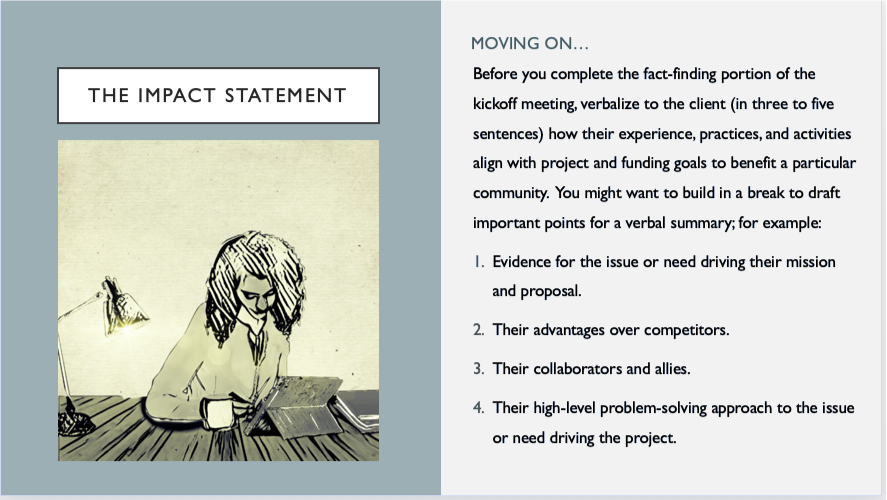 THE IMPACT STATEMENT
MOVING ON…
Before you complete the fact-finding portion of the
kickoff meeting, verbalize to the client (in three to five
sentences) how their experience, practices, and activities
align with project and funding goals to benefit a particular
community. You might want to build in a break to draft
important points for a verbal summary; for example:
1. Evidence for the issue or need driving their mission
and proposal.
2. Their advantages over competitors.
3. Their collaborators and allies.
4. Their high-level problem-solving approach to the issue
or need driving the project.